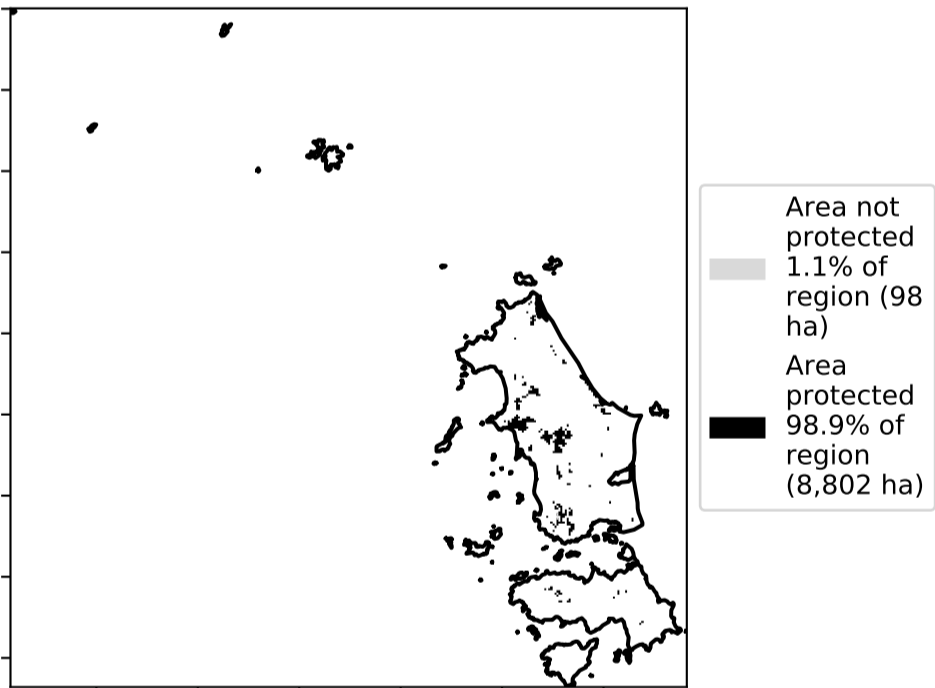 Area not
protected
1.1% of
region (98
ha)
Area
protected
98.9% of
region
(8,802 ha)